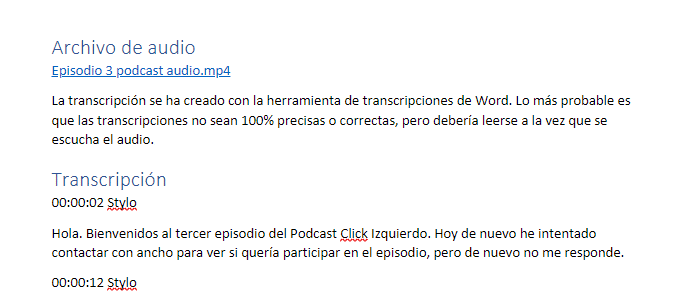 Archivo de audio
Episodio 3 podcast audio.mp4
La transcripción se ha creado con la herramienta de transcripciones de Word. Lo más probable es
que las transcripciones no sean 100% precisas o correctas, pero debería leerse a la vez que se
escucha el audio.
Transcripción
00:00:02 Stylo
Hola. Bienvenidos al tercer episodio del Podcast Click Izquierdo. Hoy de nuevo he intentado
contactar con ancho para ver si quería participar en el episodio, pero de nuevo no me responde.
00:00:12 Stylo